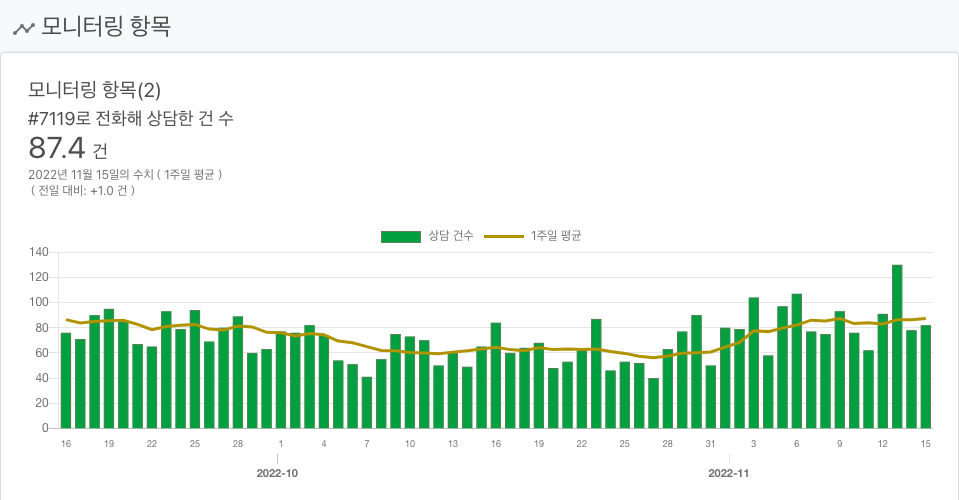 모니터링 항목
모니터링 항목(2)
#7119로 전화해 상담한 건 수
87.4 건
2022년 11월 15일의 수치 ( 1주일 평균 )
( 전일 대비: +1.0 건 )
상담 건수 1주일 평균
140
120
100
80
60
40
20
0
16 19 22 25 28 1 4 7 10 13 16 19 22 25 28 31 3 6 9 12 15
2022-10 2022-11